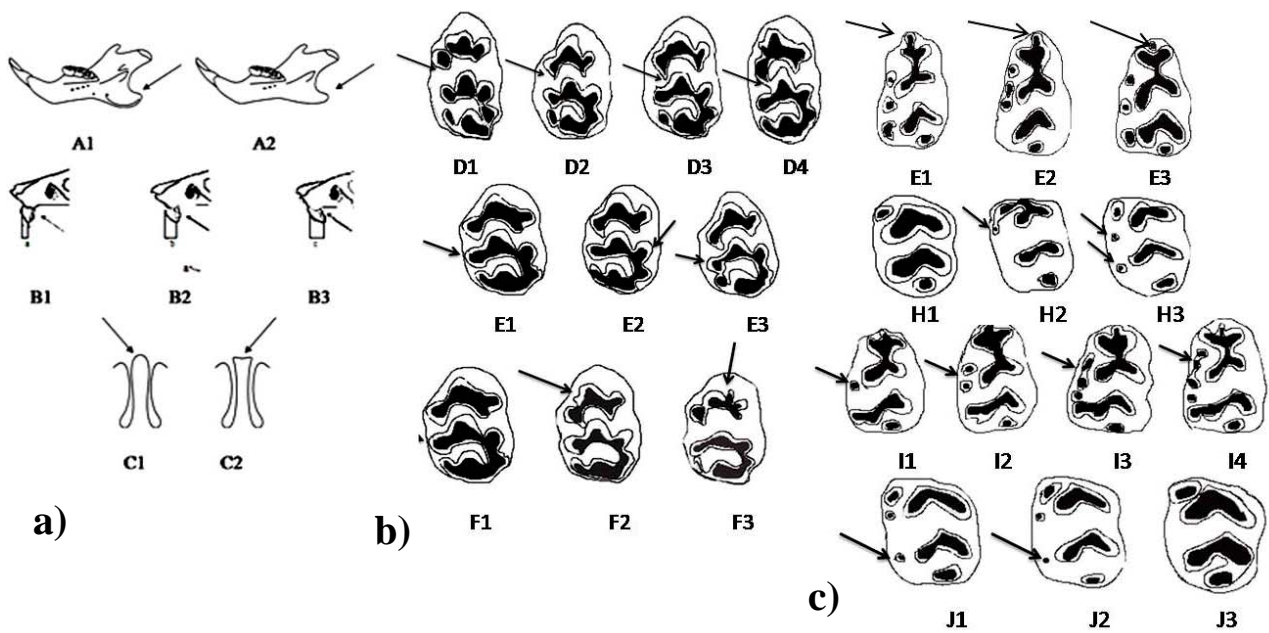 A1 A2
a b c
B1 B2 B3
C1 C2
a)
D1 D2 D3 D4
E1 E2 E3
F1 F2 F3
b)
E1 E2 E3
H1 H2 H3
I1 I2 I3 I4
J1 J2 J3
c)